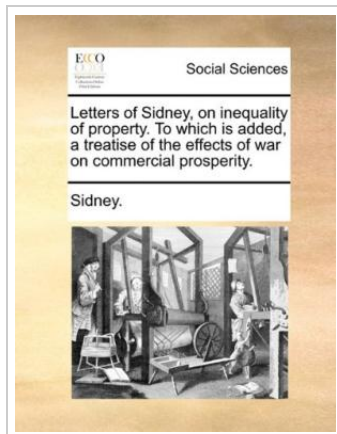 ECCO
Social Sciences
Letters of Sidney, on inequality
of property. To which is added,
a treatise of the effects of war
on commercial prosperity.
Sidney.